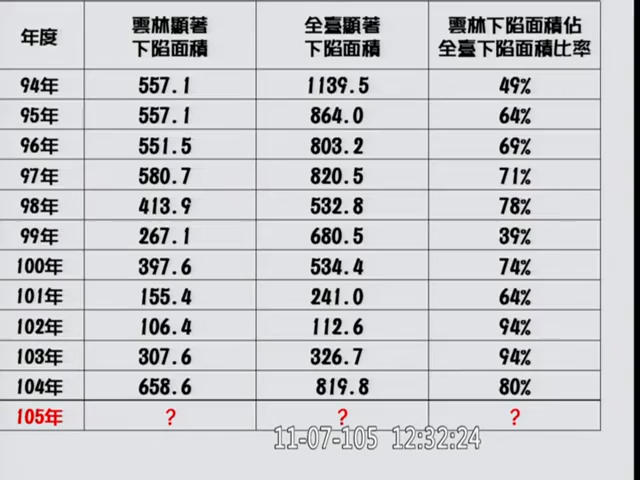 年度 雲林顯著下陷面積 全臺顯著下陷面積 雲林下陷面積佔全臺下陷面積比率
94年 557.1 1139.5 49%
95年 557.1 864.0 64%
96年 551.5 803.2 69%
97年 580.7 820.5 71%
98年 413.9 532.8 78%
99年 267.1 680.5 39%
100年 397.6 534.4 74%
101年 155.4 241.0 64%
102年 106.4 112.6 94%
103年 307.6 326.7 94%
104年 658.6 819.8 80%
105年 ? ? ?
11-07-105 12:32:24